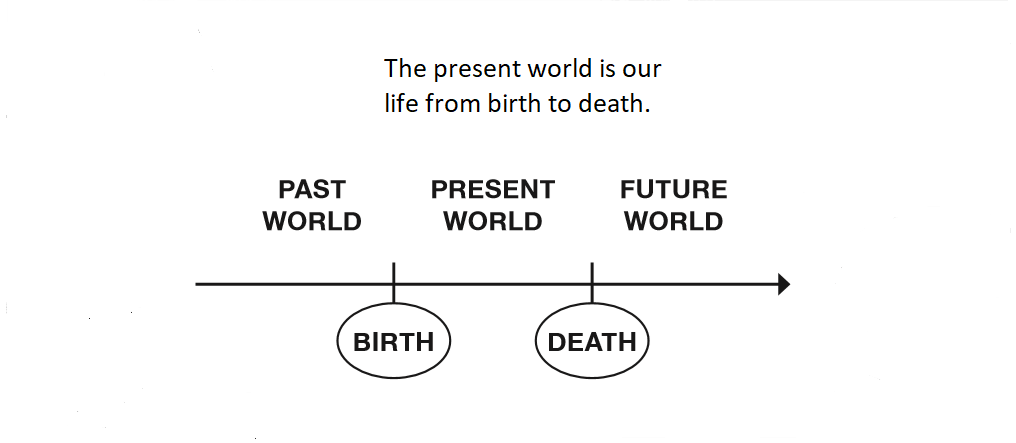 The present world is our
life from birth to death.
PAST PRESENT FUTURE
WORLD WORLD WORLD
BIRTH DEATH